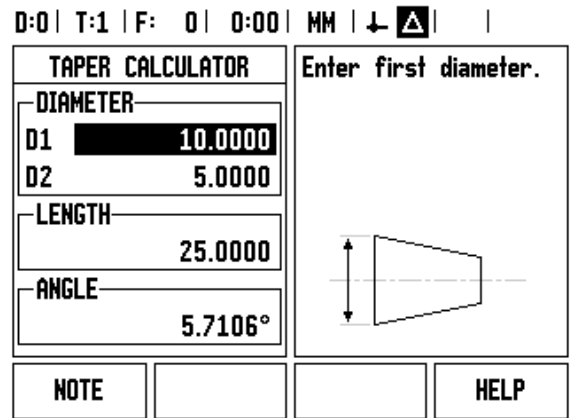 D:0 | T:1 | F: 0 | 0:00 | MM | Δ | |
TAPER CALCULATOR
DIAMETER
D1 10.0000
D2 5.0000
LENGTH
25.0000
ANGLE
5.7106°
Enter first diameter.
NOTE
HELP